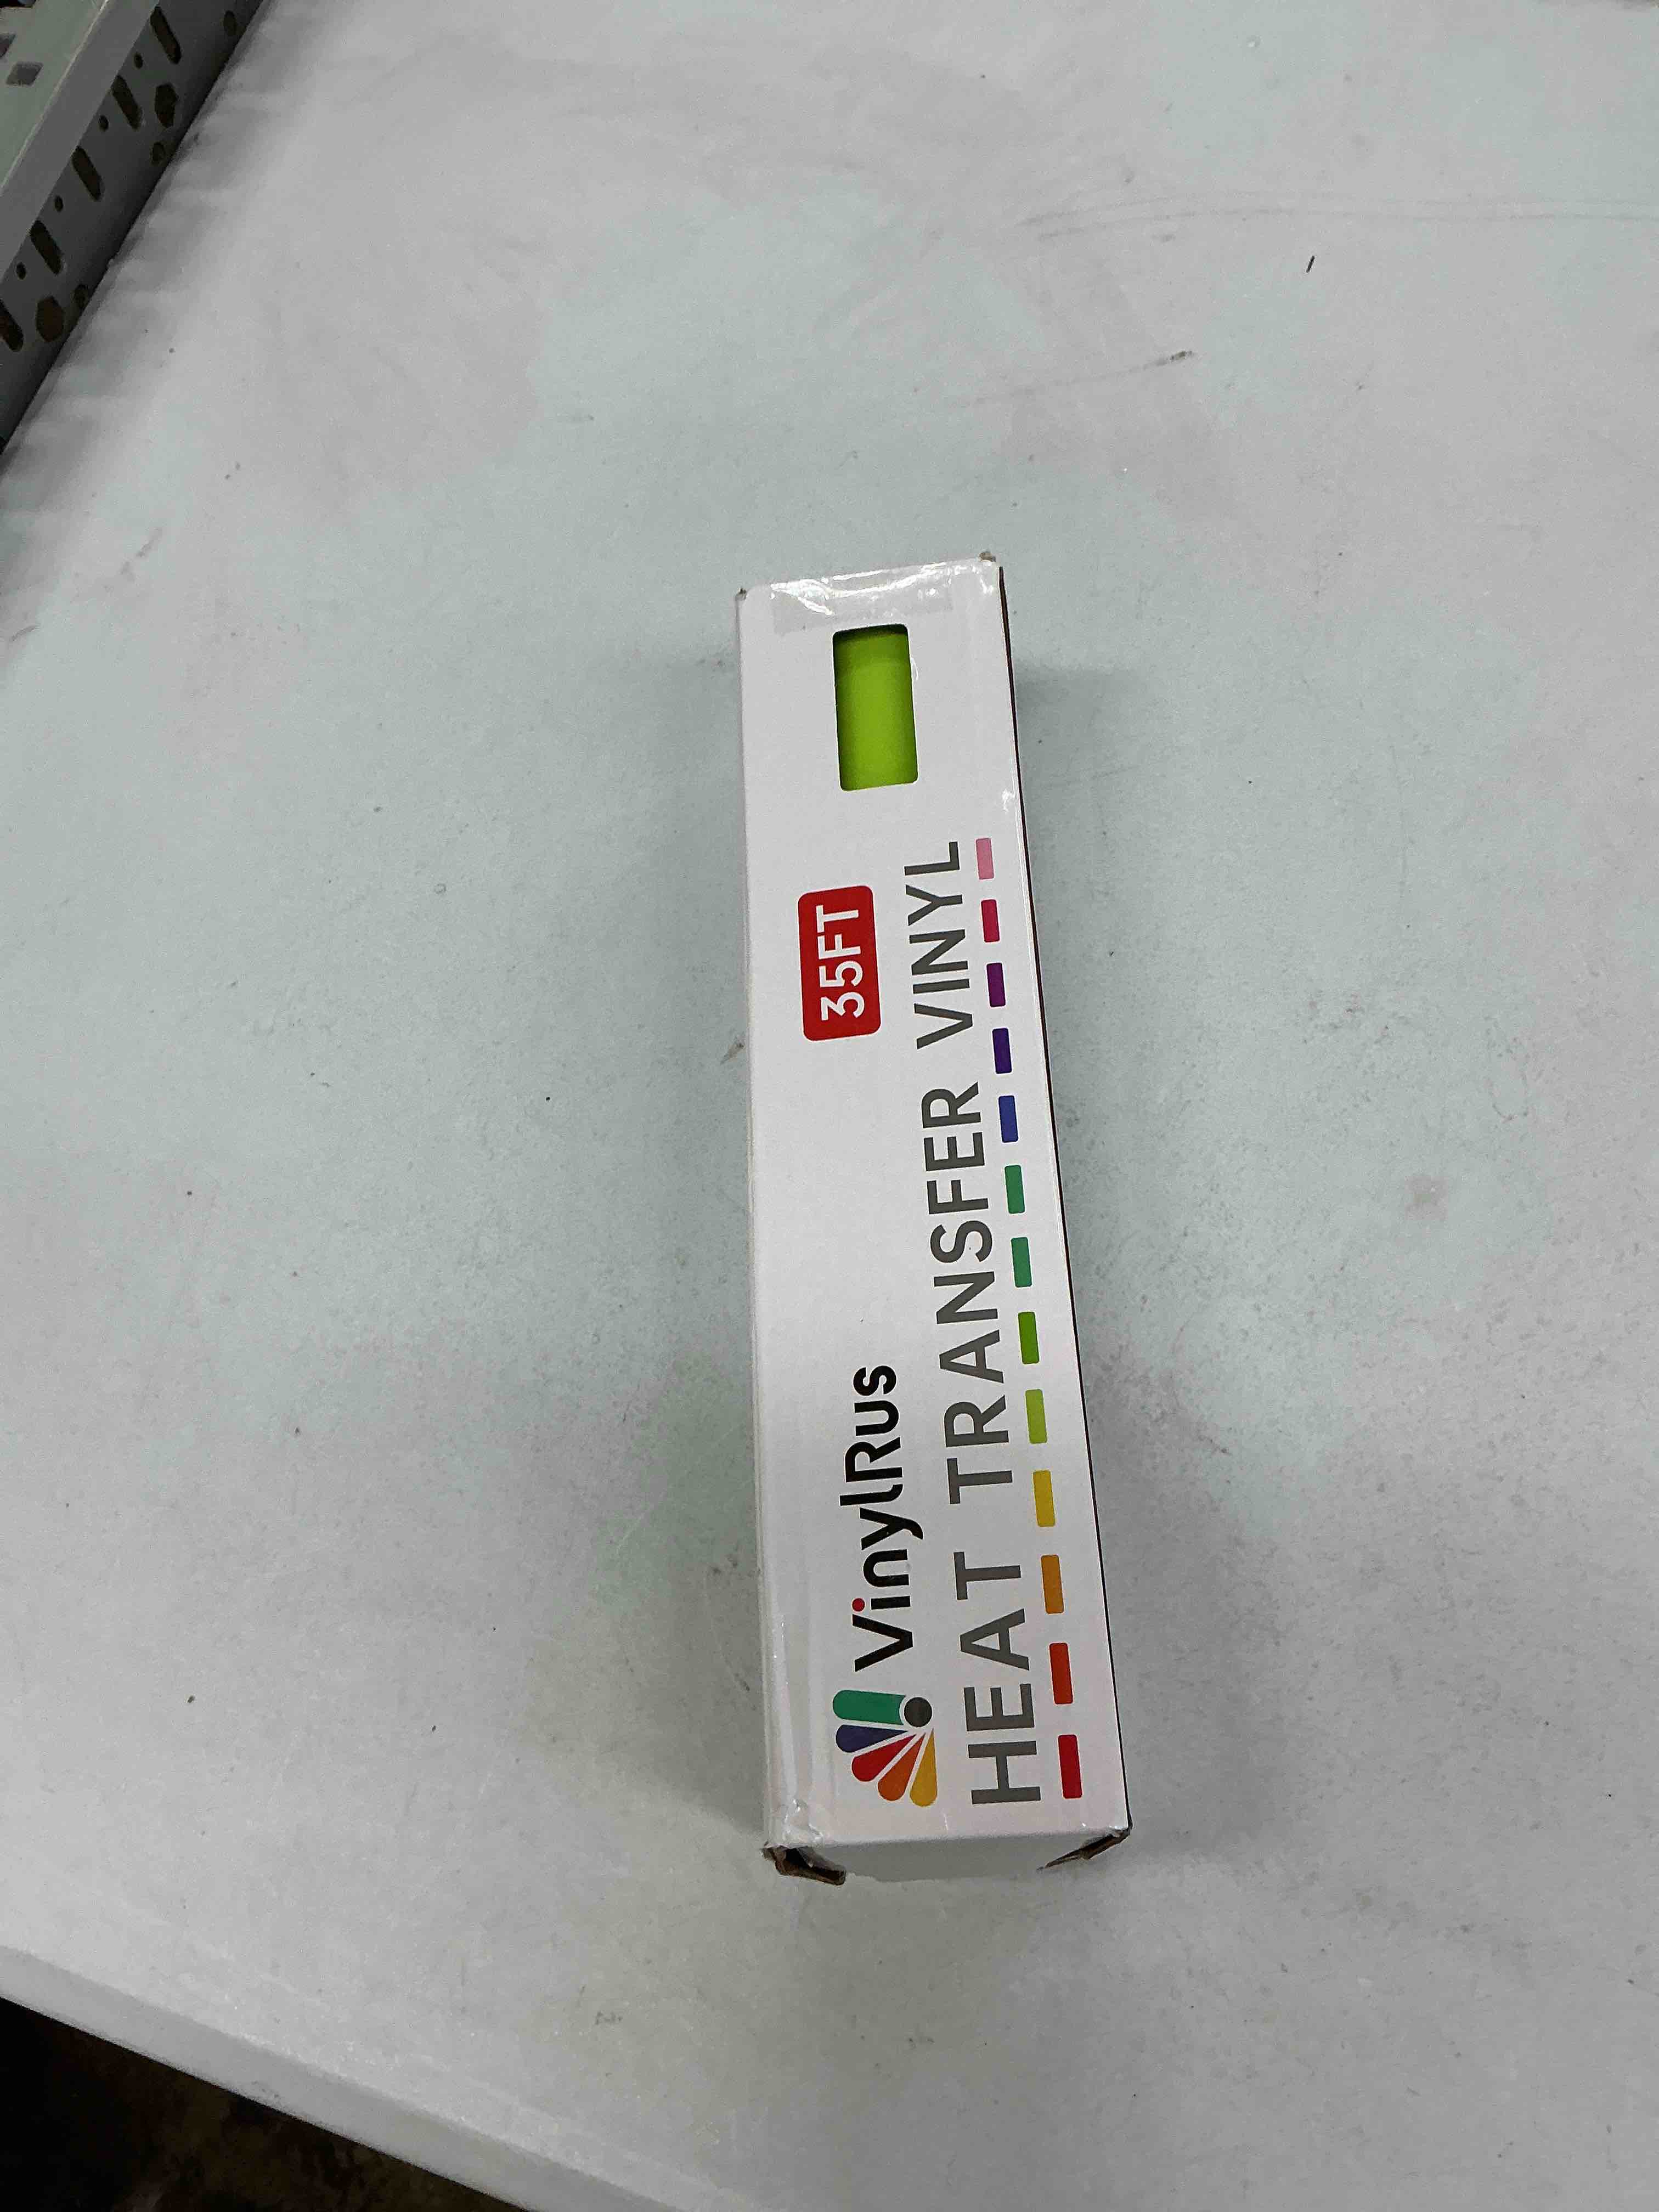 VinylRus
35FT
HEAT TRANSFER VINYL